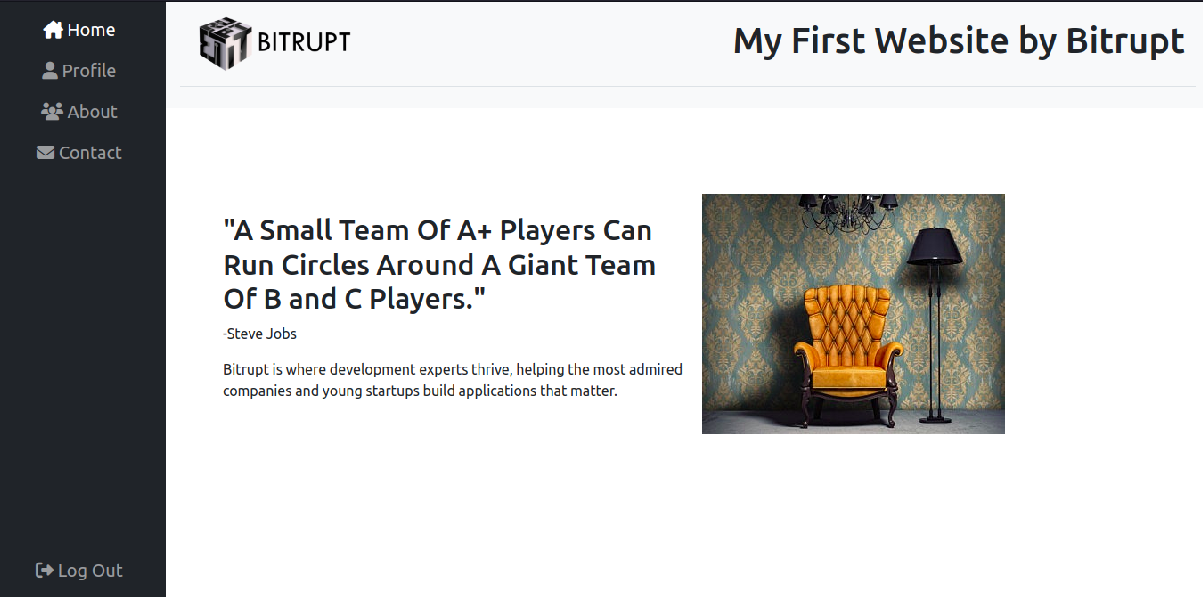 Home
Profile
About
Contact
Log Out
BITRUPT
My First Website by Bitrupt
"A Small Team Of A+ Players Can
Run Circles Around A Giant Team
Of B and C Players."
-Steve Jobs
Bitrupt is where development experts thrive, helping the most admired
companies and young startups build applications that matter.